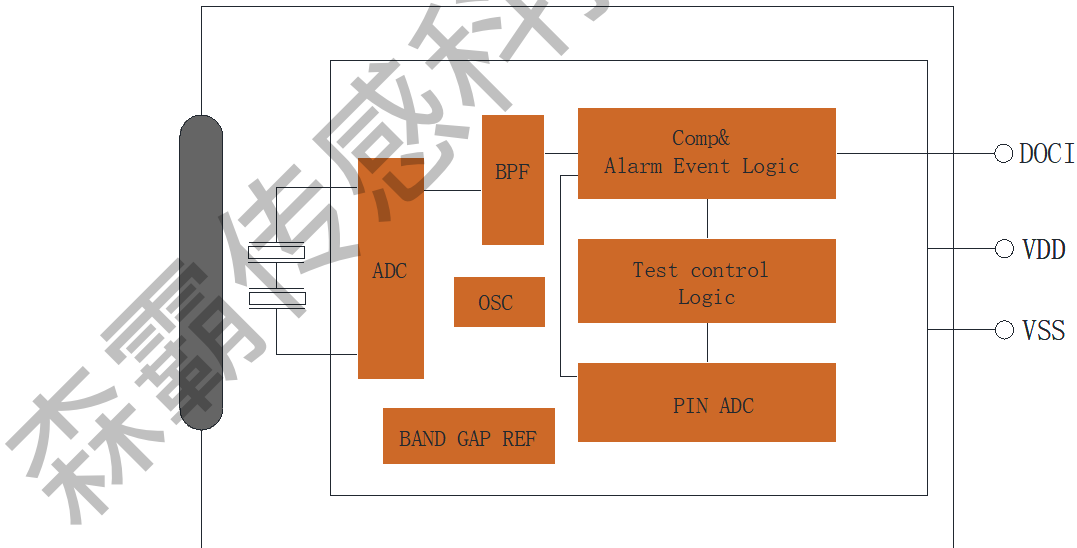 森霸传感科
Comp&
Alarm Event Logic
DOCI
BPF
ADC
VDD
Test control
Logic
OSC
VSS
PIN ADC
BAND GAP REF